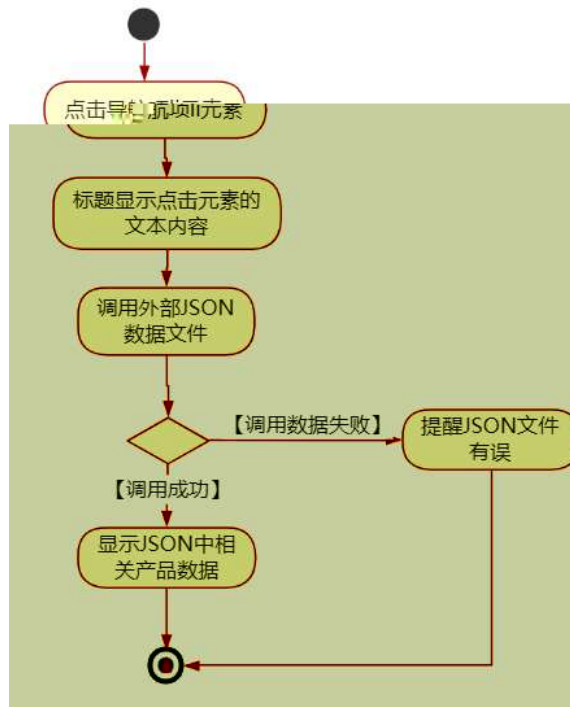 点击导航项li元素
标题显示点击元素的
文本内容
调用外部JSON
数据文件
【调用数据失败】
提醒JSON文件
有误
【调用成功】
显示JSON中相
关产品数据